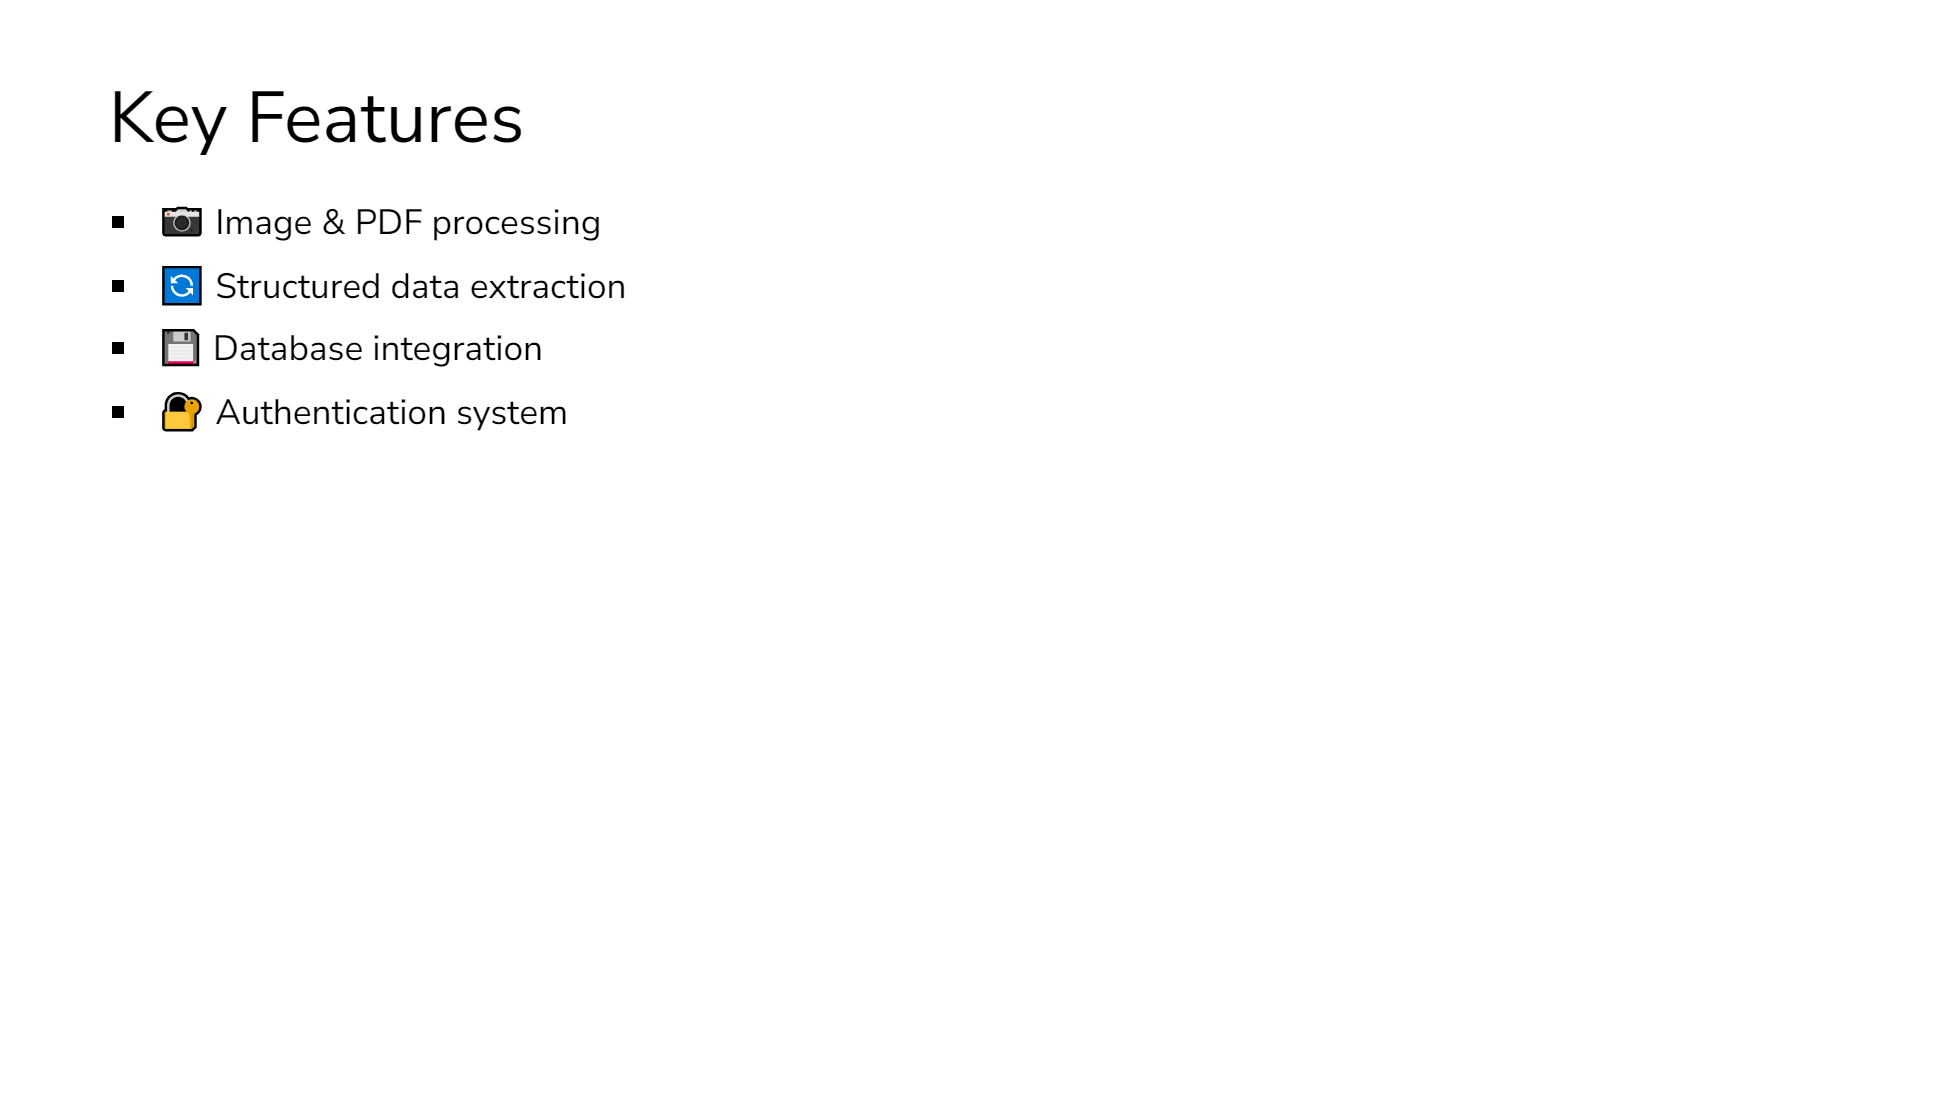 Key Features
▪ 📷 Image & PDF processing
▪ 🔄 Structured data extraction
▪ 💾 Database integration
▪ 🔐 Authentication system